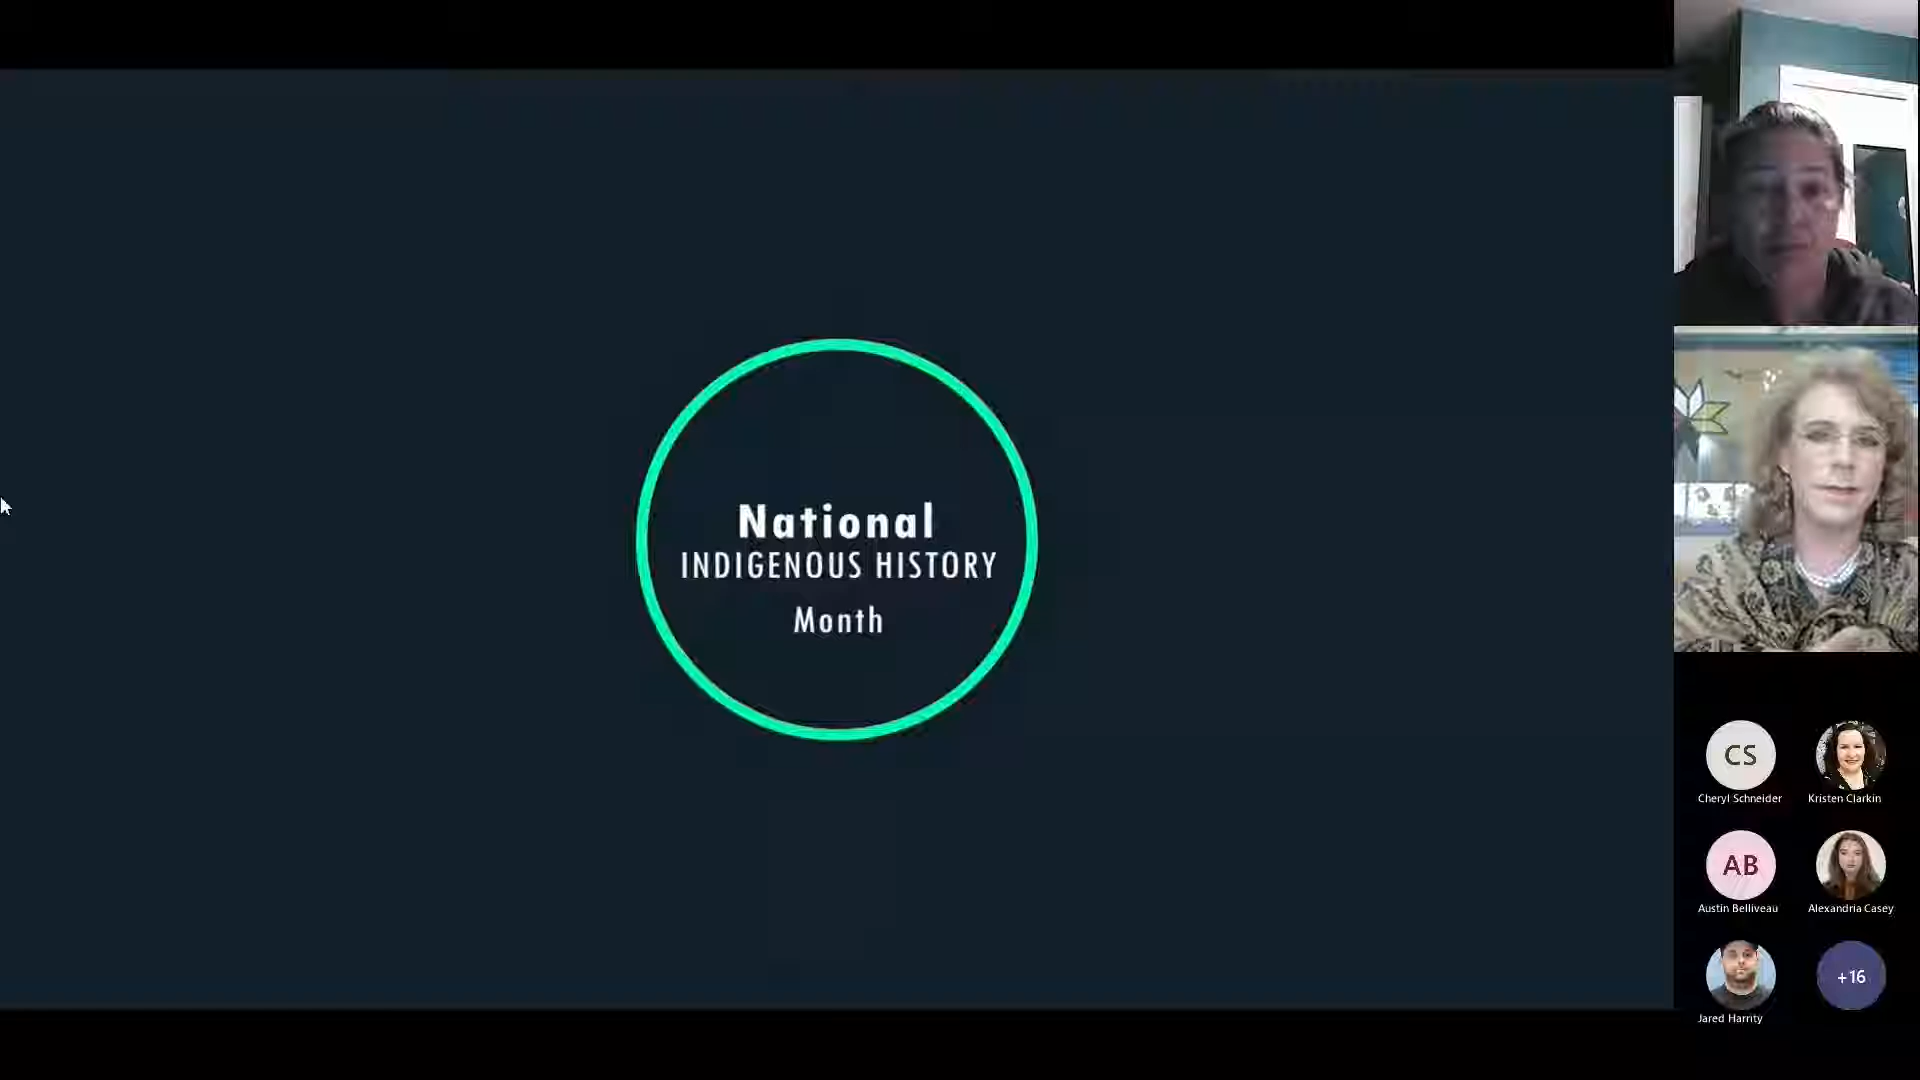 National
INDIGENOUS HISTORY
Month
CS
Cheryl Schneider
Kristen Clarkin
AB
Austin Belliveau
Alexandria Casey
Jared Harrity
+16